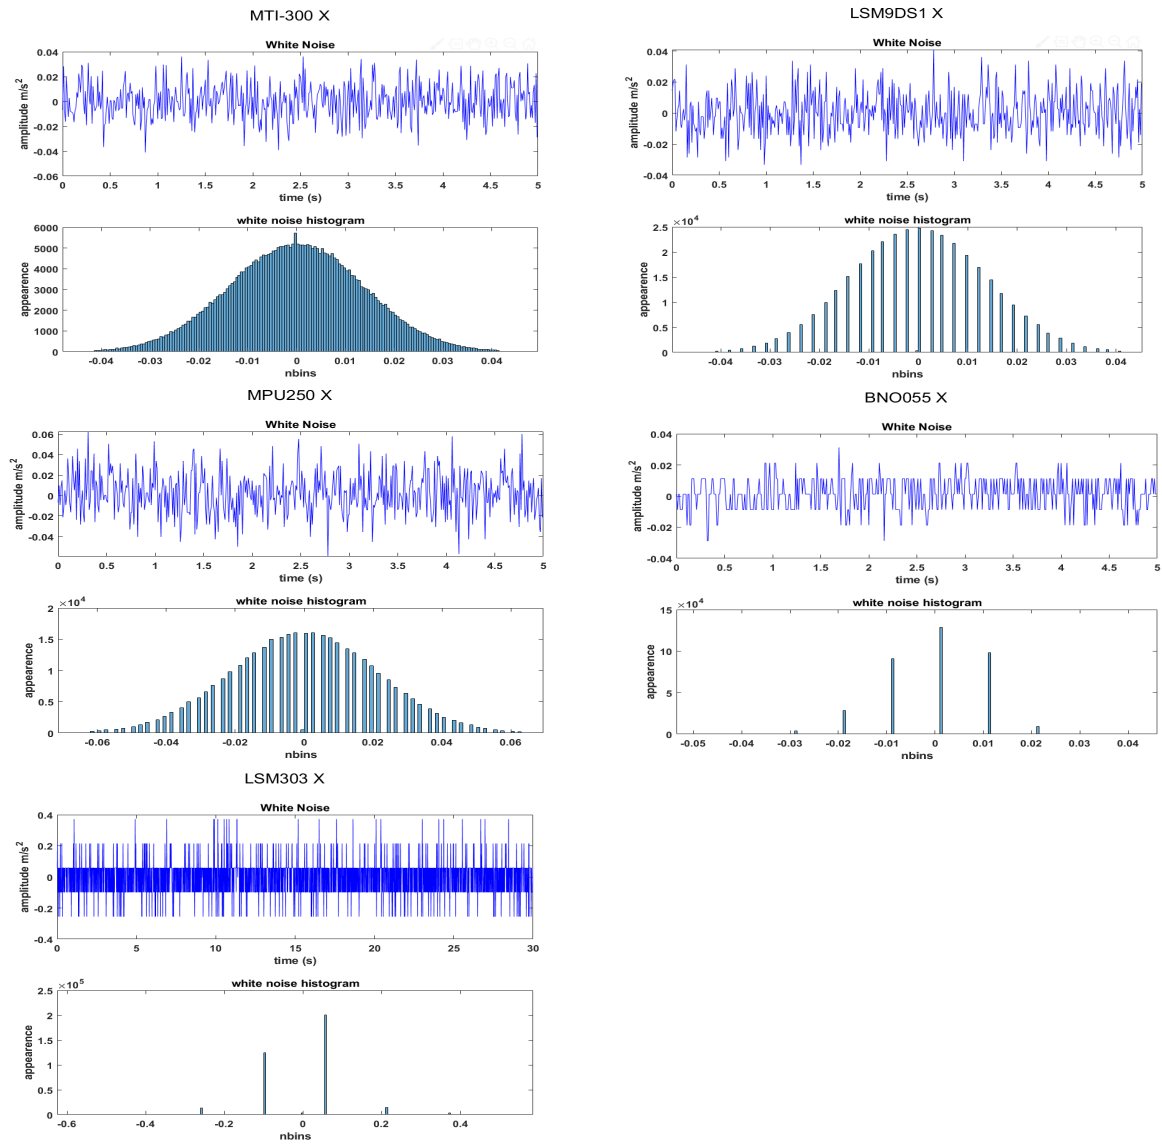 MTI-300 X
White Noise
amplitude m/s²
0.04
0.02
0
-0.02
-0.04
-0.06
0 0.5 1 1.5 2 2.5 3 3.5 4 4.5 5
time (s)
white noise histogram
appearence
6000
5000
4000
3000
2000
1000
0
-0.04 -0.03 -0.02 -0.01 0 0.01 0.02 0.03 0.04
nbins
LSM9DS1 X
White Noise
amplitude m/s²
0.04
0.02
0
-0.02
-0.04
0 0.5 1 1.5 2 2.5 3 3.5 4 4.5 5
time (s)
white noise histogram
×10⁴
appearence
2.5
2
1.5
1
0.5
0
-0.04 -0.03 -0.02 -0.01 0 0.01 0.02 0.03 0.04
nbins
MPU250 X
White Noise
amplitude m/s²
0.06
0.04
0.02
0
-0.02
-0.04
0 0.5 1 1.5 2 2.5 3 3.5 4 4.5 5
time (s)
white noise histogram
×10⁴
appearence
2
1.5
1
0.5
0
-0.06 -0.04 -0.02 0 0.02 0.04 0.06
nbins
BNO055 X
White Noise
amplitude m/s²
0.04
0.02
0
-0.02
-0.04
0 0.5 1 1.5 2 2.5 3 3.5 4 4.5 5
time (s)
white noise histogram
×10⁴
appearence
15
10
5
0
-0.05 -0.04 -0.03 -0.02 -0.01 0 0.01 0.02 0.03 0.04
nbins
LSM303 X
White Noise
amplitude m/s²
0.4
0.2
0
-0.2
-0.4
0 5 10 15 20 25 30
time (s)
white noise histogram
×10⁵
appearence
2.5
2
1.5
1
0.5
0
-0.6 -0.4 -0.2 0 0.2 0.4
nbins